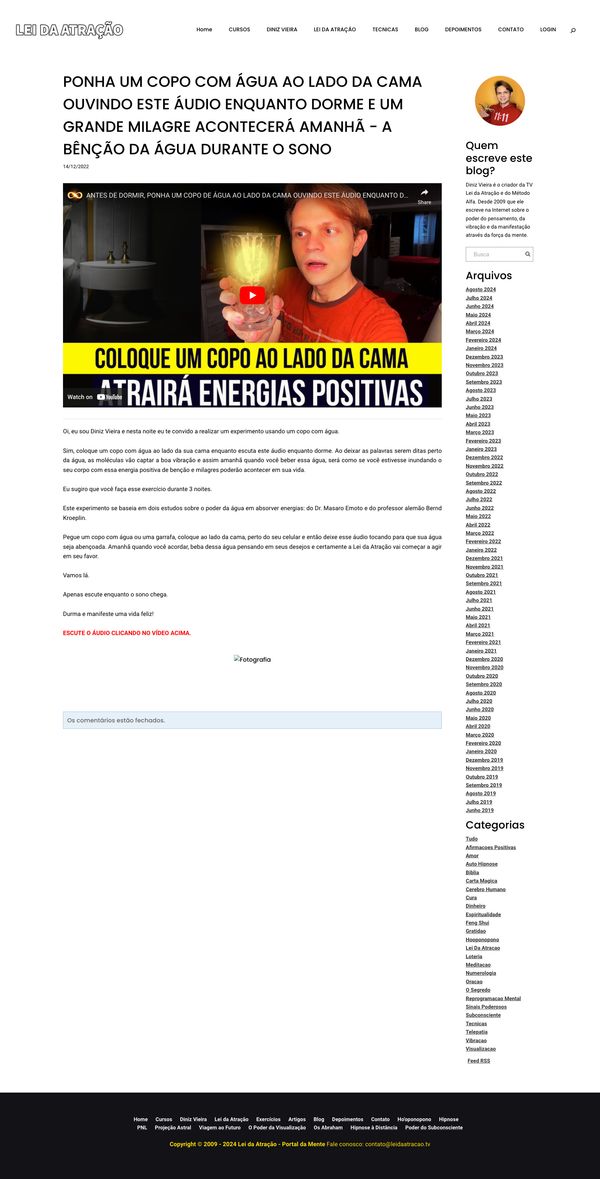 LEI DA ATRAÇÃO
Home CURSOS DINIZ VIEIRA LEI DA ATRAÇÃO TECNICAS BLOG DEPOIMENTOS CONTATO LOGIN
PONHA UM COPO COM ÁGUA AO LADO DA CAMA
OUVINDO ESTE ÁUDIO ENQUANTO DORME E UM
GRANDE MILAGRE ACONTECERÁ AMANHÃ - A
BÊNÇÃO DA ÁGUA DURANTE O SONO
14/12/2022
ANTES DE DORMIR, PONHA UM COPO DE ÁGUA AO LADO DA CAMA OUVINDO ESTE ÁUDIO ENQUANTO D...
Share
COLOQUE UM COPO AO LADO DA CAMA
ATRAIRÁ ENERGIAS POSITIVAS
Watch on YouTube
Oi, eu sou Diniz Vieira e nesta noite eu te convido a realizar um experimento usando um copo com água.
Sim, coloque um copo com água ao lado da sua cama enquanto escuta este áudio enquanto dorme. Ao deixar as palavras serem ditas perto
da água, as moléculas vão captar a boa vibração e assim amanhã quando você beber essa água, será como se você estivesse inundando o
seu corpo com essa energia positiva de benção e milagres poderão acontecer em sua vida.
Eu sugiro que você faça esse exercício durante 3 noites.
Este experimento se baseia em dois estudos sobre o poder da água em absorver energias: do Dr. Masaro Emoto e do professor alemão Bernd
Kroeplin.
Pegue um copo com água ou uma garrafa, coloque ao lado da cama, perto do seu celular e então deixe esse áudio tocando para que sua água
seja abençoada. Amanhã quando você acordar, beba dessa água pensando em seus desejos e certamente a Lei da Atração vai começar a agir
em seu favor.
Vamos lá.
Apenas escute enquanto o sono chega.
Durma e manifeste uma vida feliz!
ESCUTE O ÁUDIO CLICANDO NO VÍDEO ACIMA.
Fotografia
Os comentários estão fechados.
11:11
Quem
escreve este
blog?
Diniz Vieira é o criador da TV
Lei da Atração e do Método
Alfa. Desde 2009 que ele
escreve na Internet sobre o
poder do pensamento, da
vibração e da manifestação
através da força da mente.
Busca
Arquivos
Agosto 2024
Julho 2024
Junho 2024
Maio 2024
Abril 2024
Março 2024
Fevereiro 2024
Janeiro 2024
Dezembro 2023
Novembro 2023
Outubro 2023
Setembro 2023
Agosto 2023
Julho 2023
Junho 2023
Maio 2023
Abril 2023
Março 2023
Fevereiro 2023
Janeiro 2023
Dezembro 2022
Novembro 2022
Outubro 2022
Setembro 2022
Agosto 2022
Julho 2022
Junho 2022
Maio 2022
Abril 2022
Março 2022
Fevereiro 2022
Janeiro 2022
Dezembro 2021
Novembro 2021
Outubro 2021
Setembro 2021
Agosto 2021
Julho 2021
Junho 2021
Maio 2021
Abril 2021
Março 2021
Fevereiro 2021
Janeiro 2021
Dezembro 2020
Novembro 2020
Outubro 2020
Setembro 2020
Agosto 2020
Julho 2020
Junho 2020
Maio 2020
Abril 2020
Março 2020
Fevereiro 2020
Janeiro 2020
Dezembro 2019
Novembro 2019
Outubro 2019
Setembro 2019
Agosto 2019
Julho 2019
Junho 2019
Categorias
Tudo
Afirmacoes Positivas
Amor
Auto Hipnose
Bíblia
Carta Magica
Cerebro Humano
Cura
Dinheiro
Espiritualidade
Feng Shui
Gratidao
Hooponopono
Lei Da Atracao
Loteria
Meditacao
Numerologia
Oracao
O Segredo
Reprogramacao Mental
Sinais Poderosos
Subconsciente
Tecnicas
Telepatia
Vibracao
Visualizacao
Feed RSS
Home Cursos Diniz Vieira Lei da Atração Exercícios Artigos Blog Depoimentos Contato Ho'oponopono Hipnose
PNL Projeção Astral Viagem ao Futuro O Poder da Visualização Os Abraham Hipnose à Distância Poder do Subconsciente
Copyright © 2009 - 2024 Lei da Atração - Portal da Mente Fale conosco: contato@leidaatracao.tv